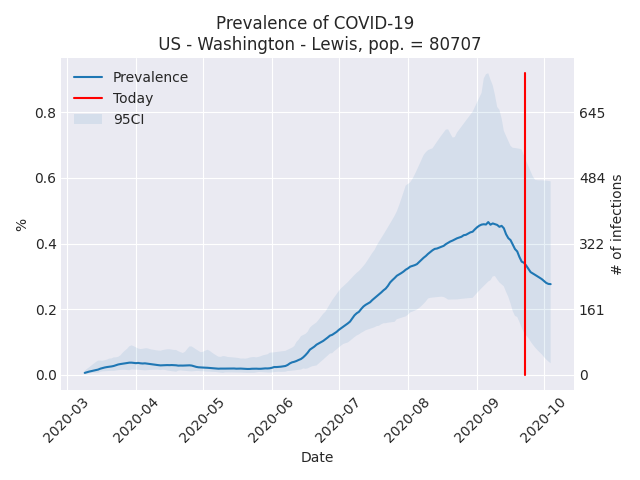 Prevalence of COVID-19
US - Washington - Lewis, pop. = 80707
Prevalence
Today
95CI
0.8
0.6
0.4
0.2
0.0
%
645
484
322
161
0
# of infections
2020-03
2020-04
2020-05
2020-06
2020-07
2020-08
2020-09
2020-10
Date